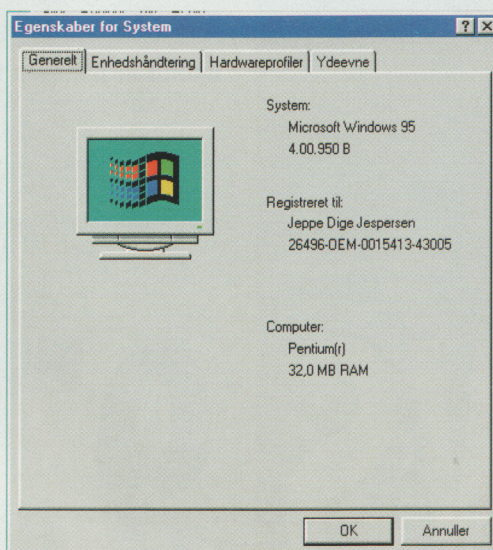 Egenskaber for System
Generelt Enhedshåndtering Hardwareprofiler Ydeevne
System:
Microsoft Windows 95
4.00.950 B
Registreret til:
Jeppe Dige Jespersen
26496-OEM-0015413-43005
Computer:
Pentium(r)
32,0 MB RAM
OK Annuller